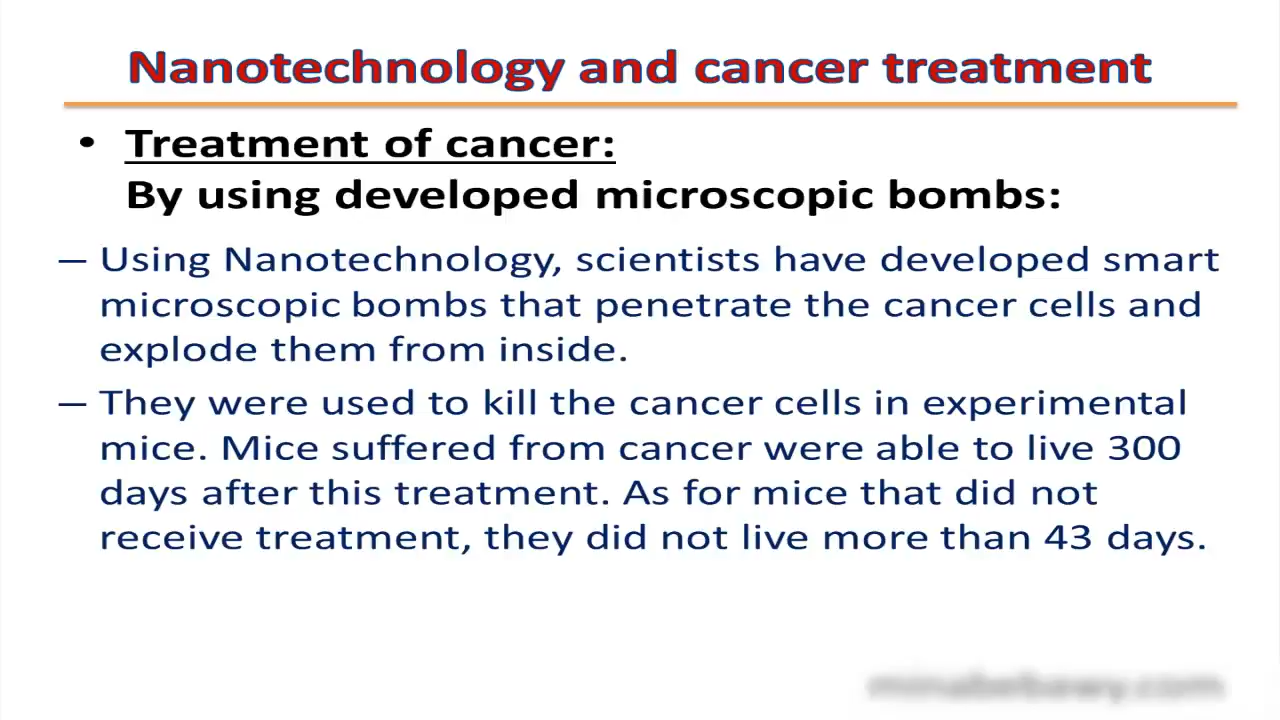 Nanotechnology and cancer treatment
• Treatment of cancer:
By using developed microscopic bombs:
– Using Nanotechnology, scientists have developed smart
microscopic bombs that penetrate the cancer cells and
explode them from inside.
– They were used to kill the cancer cells in experimental
mice. Mice suffered from cancer were able to live 300
days after this treatment. As for mice that did not
receive treatment, they did not live more than 43 days.
minabebawy.com